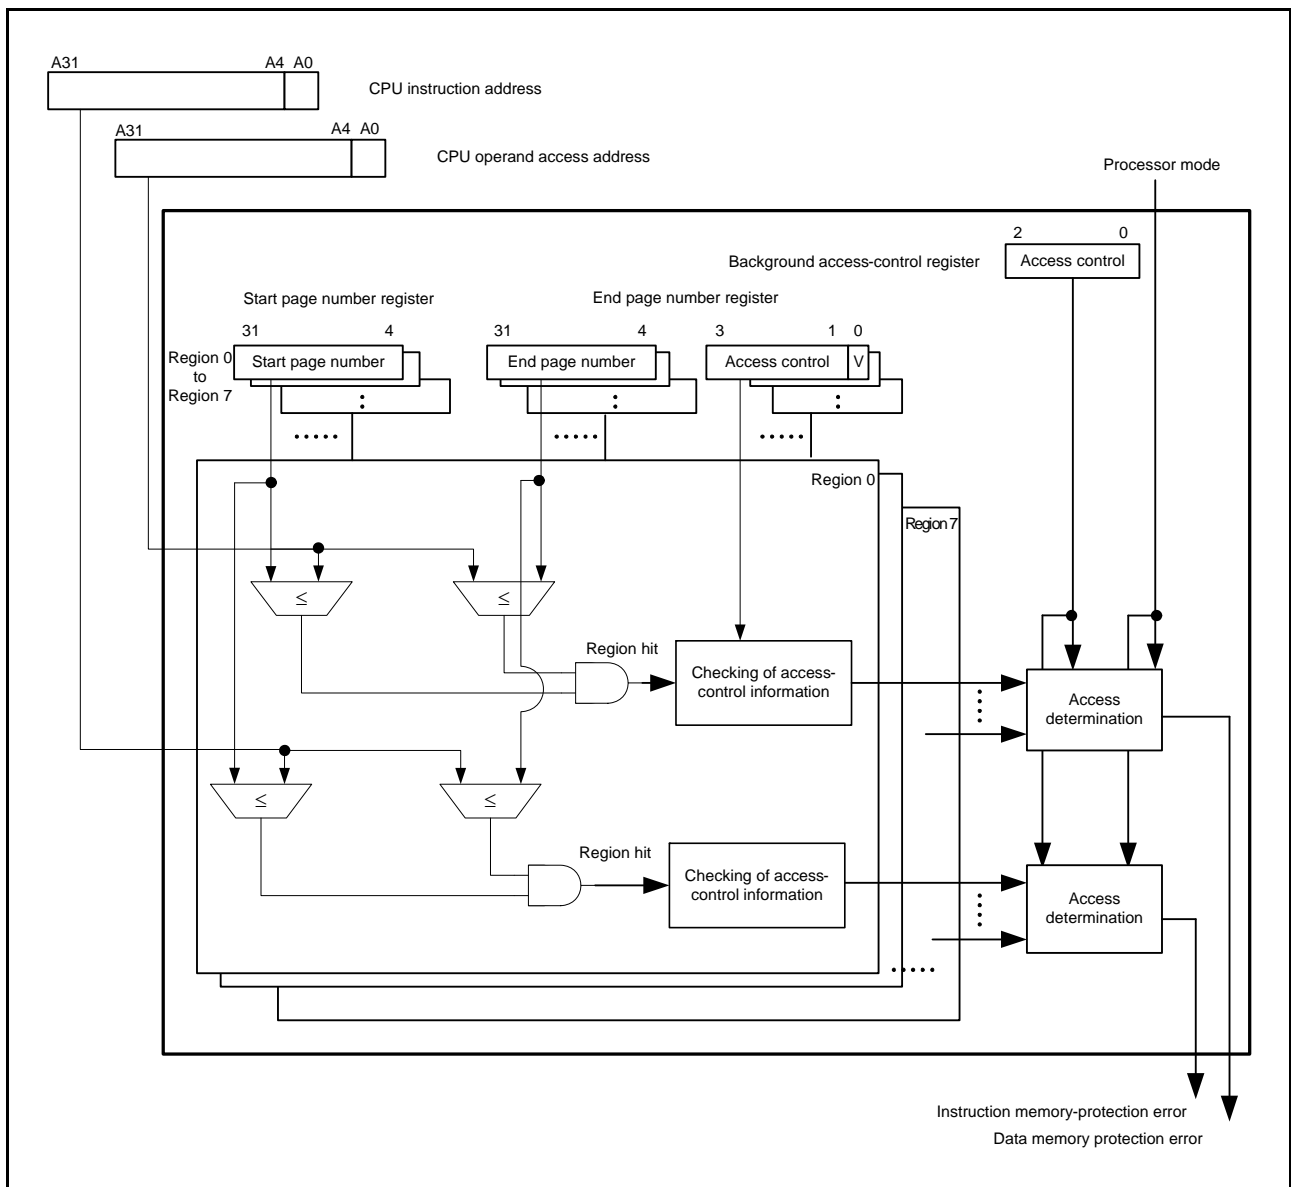 A31 A4 A0
CPU instruction address
A31 A4 A0
CPU operand access address
Processor mode
2 0
Background access-control register
Access control
Start page number register
End page number register
31 4
31 4
3 1 0
Region 0
to
Region 7
Start page number
End page number
Access control
V
Region 0
Region 7
≤
≤
Region hit
Checking of access-
control information
Access
determination
≤
≤
Region hit
Checking of access-
control information
Access
determination
Instruction memory-protection error
Data memory protection error